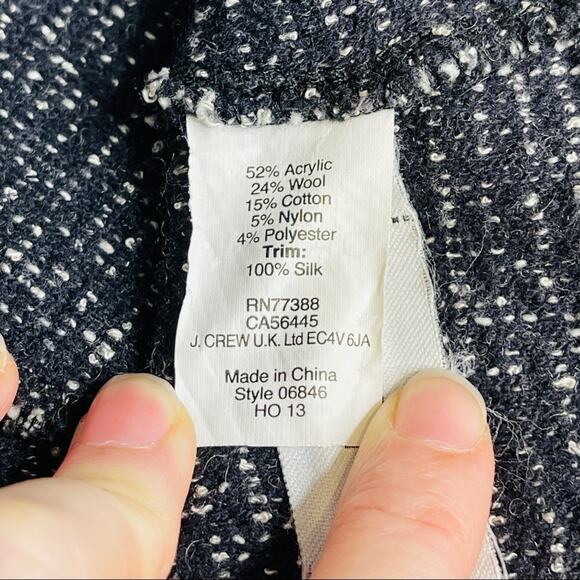 52% Acrylic
24% Wool
15% Cotton
5% Nylon
4% Polyester
Trim:
100% Silk
RN77388
CA56445
J. CREW U.K. Ltd EC4V 6JA
Made in China
Style 06846
HO 13